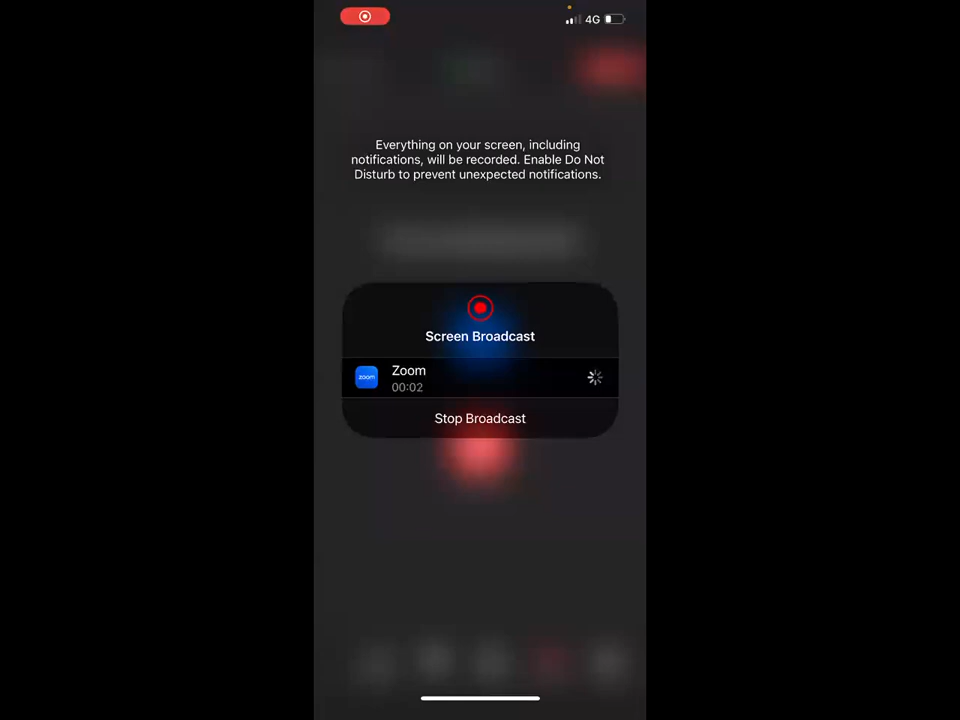 4G
Everything on your screen, including
notifications, will be recorded. Enable Do Not
Disturb to prevent unexpected notifications.
Screen Broadcast
zoom
Zoom
00:02
Stop Broadcast